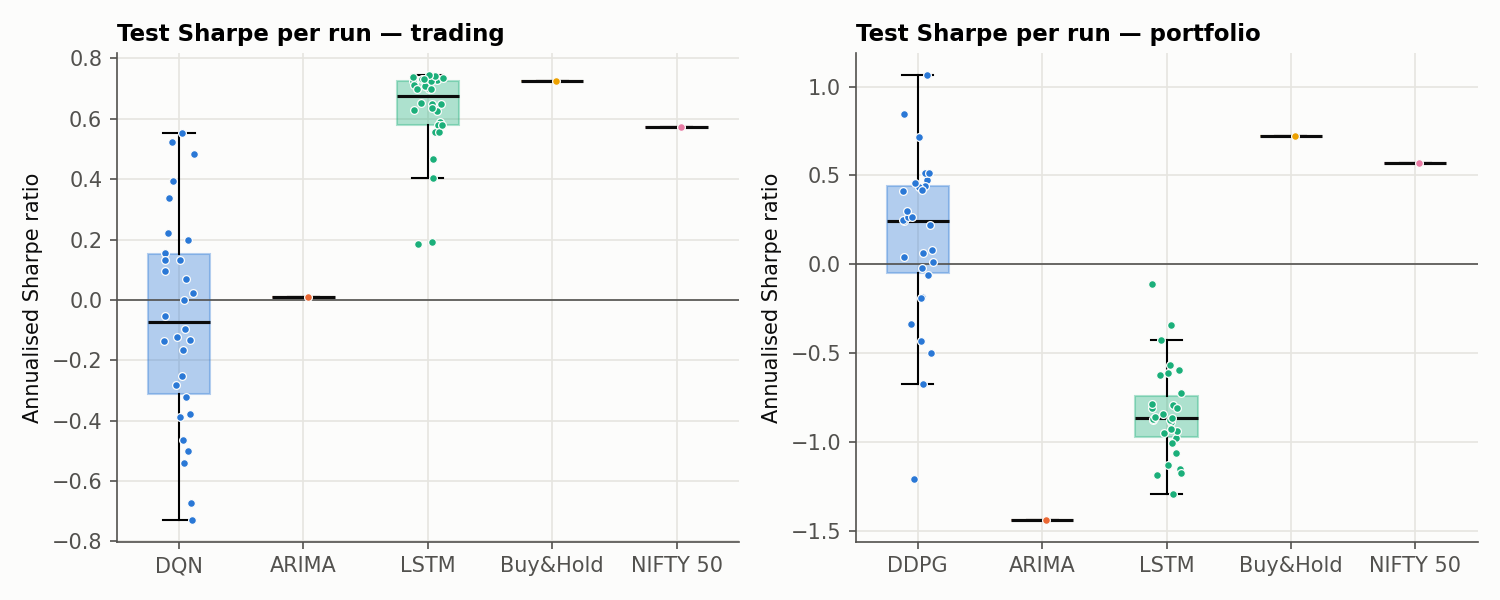 Test Sharpe per run — trading
Annualised Sharpe ratio
0.8
0.6
0.4
0.2
0.0
−0.2
−0.4
−0.6
−0.8
DQN
ARIMA
LSTM
Buy&Hold
NIFTY 50
Test Sharpe per run — portfolio
Annualised Sharpe ratio
1.0
0.5
0.0
−0.5
−1.0
−1.5
DDPG
ARIMA
LSTM
Buy&Hold
NIFTY 50